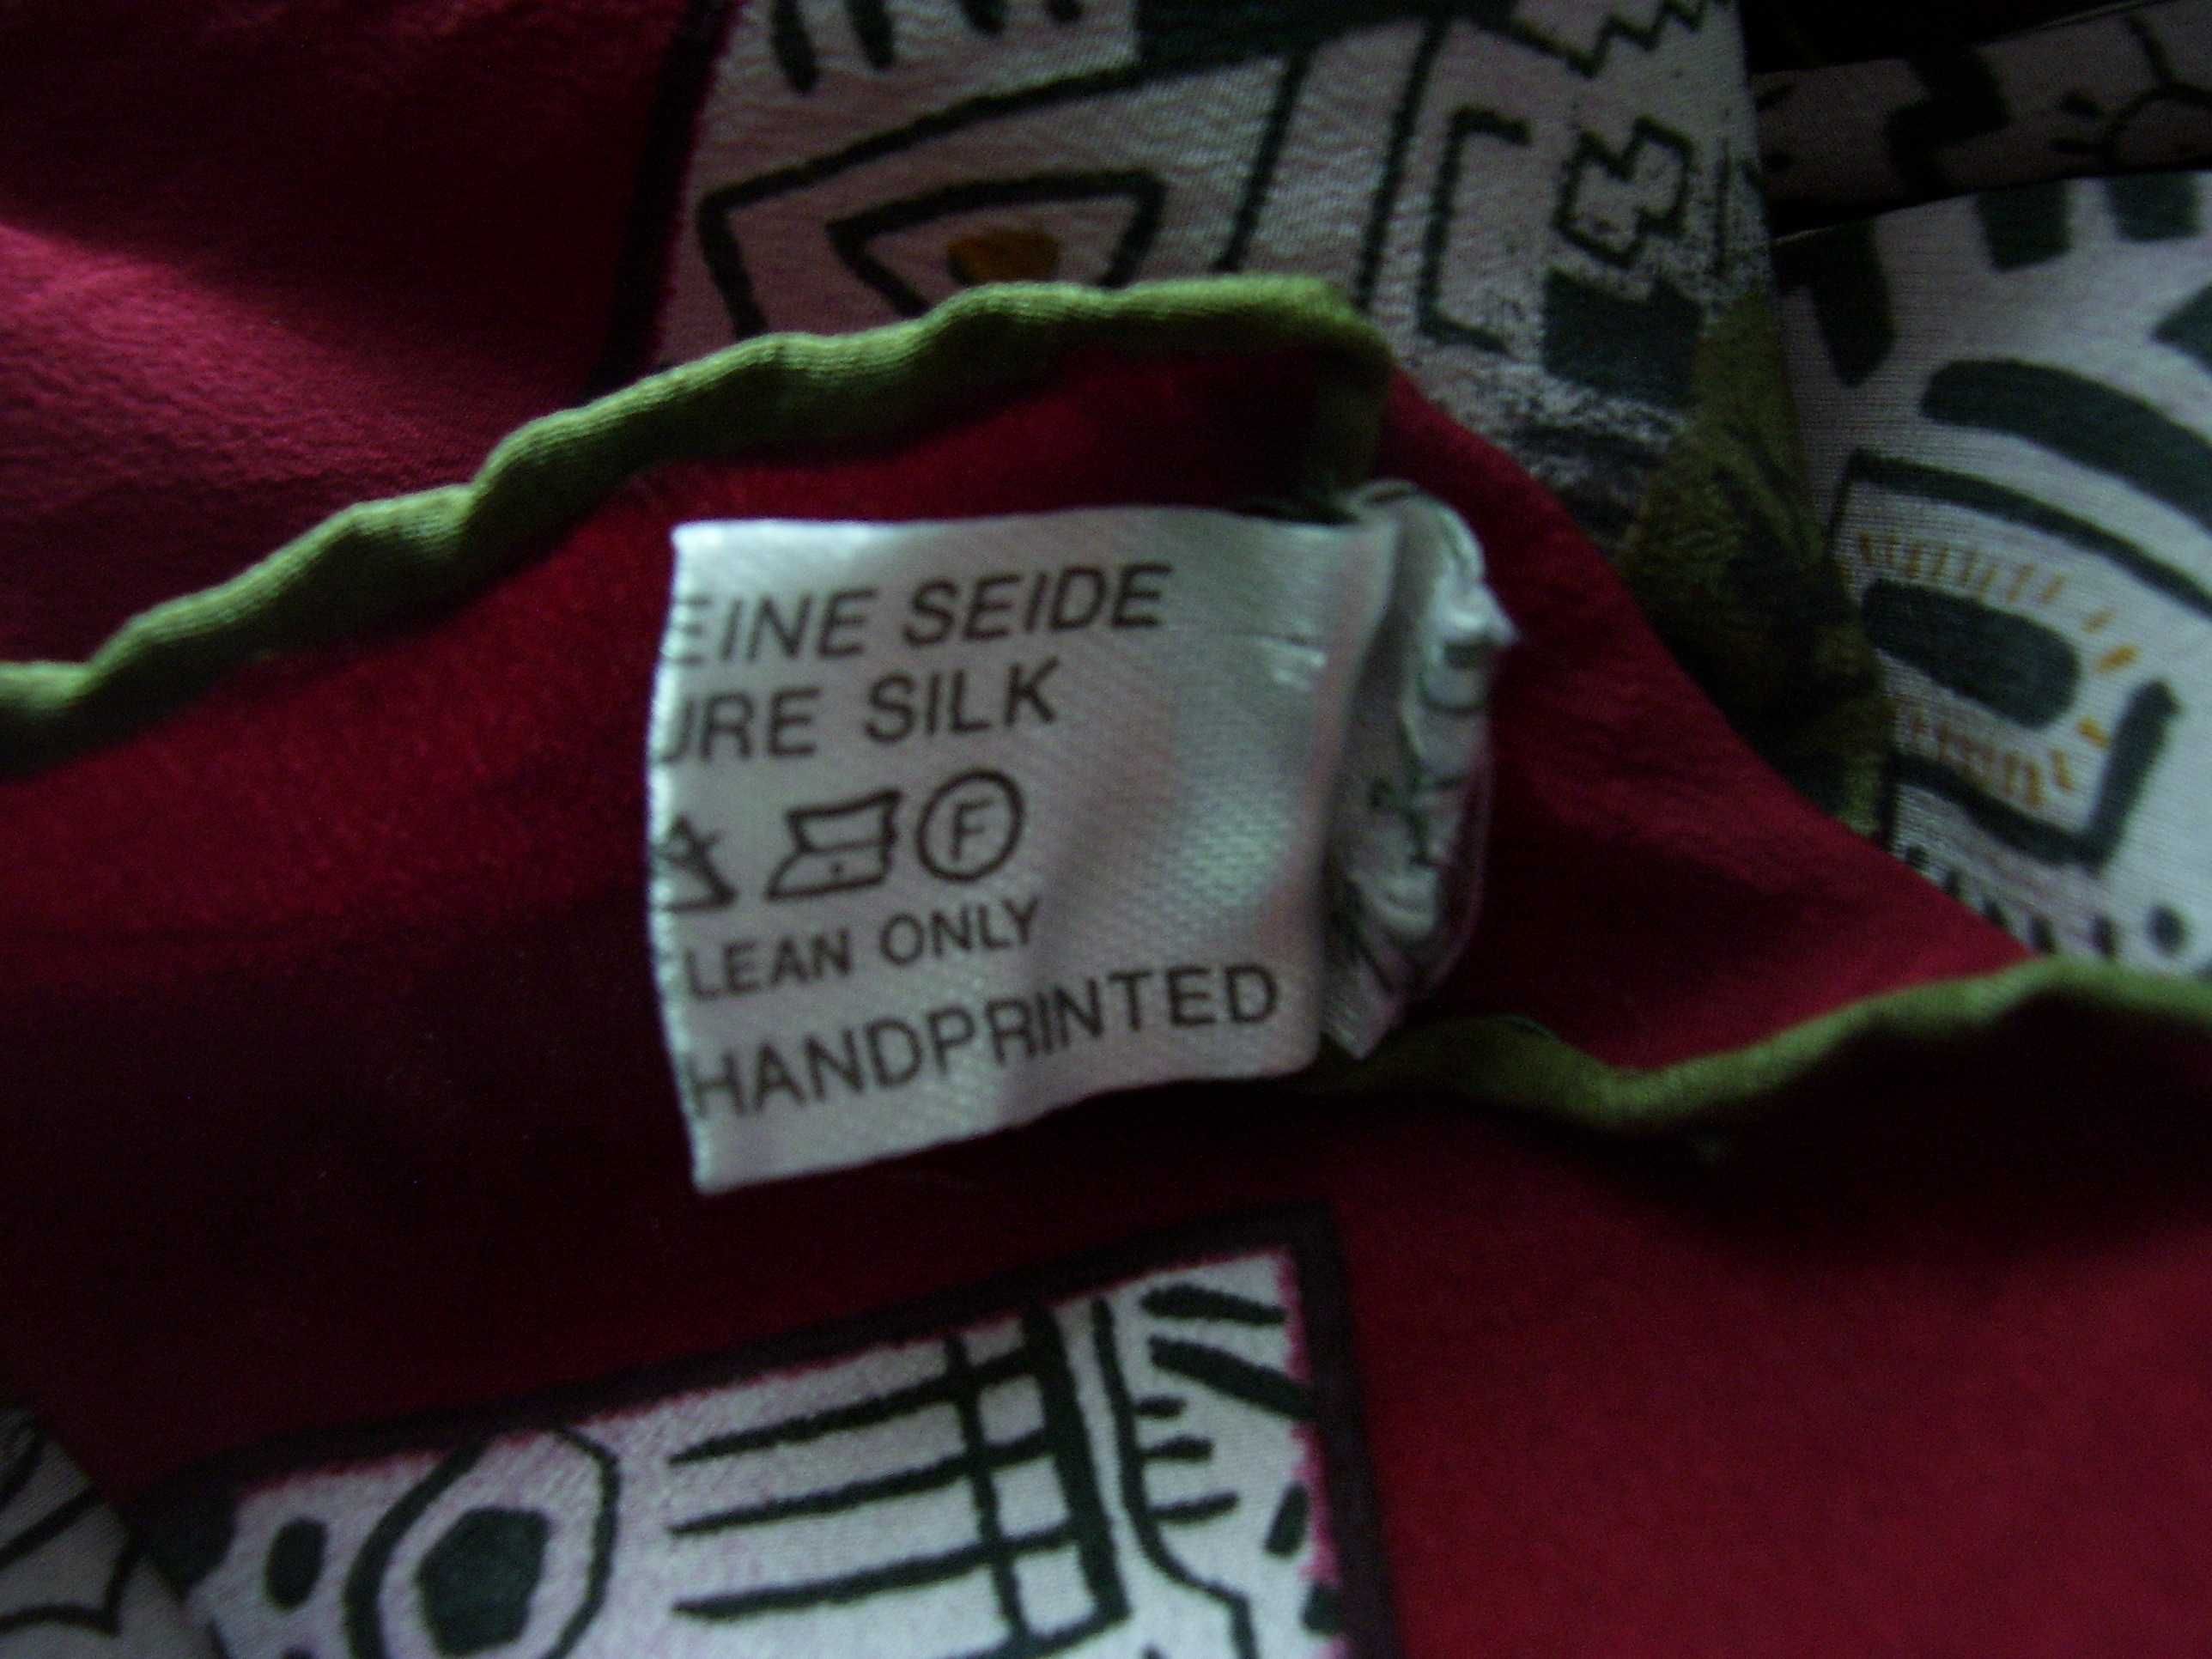 EINE SEIDE
URE SILK
F
LEAN ONLY
HANDPRINTED